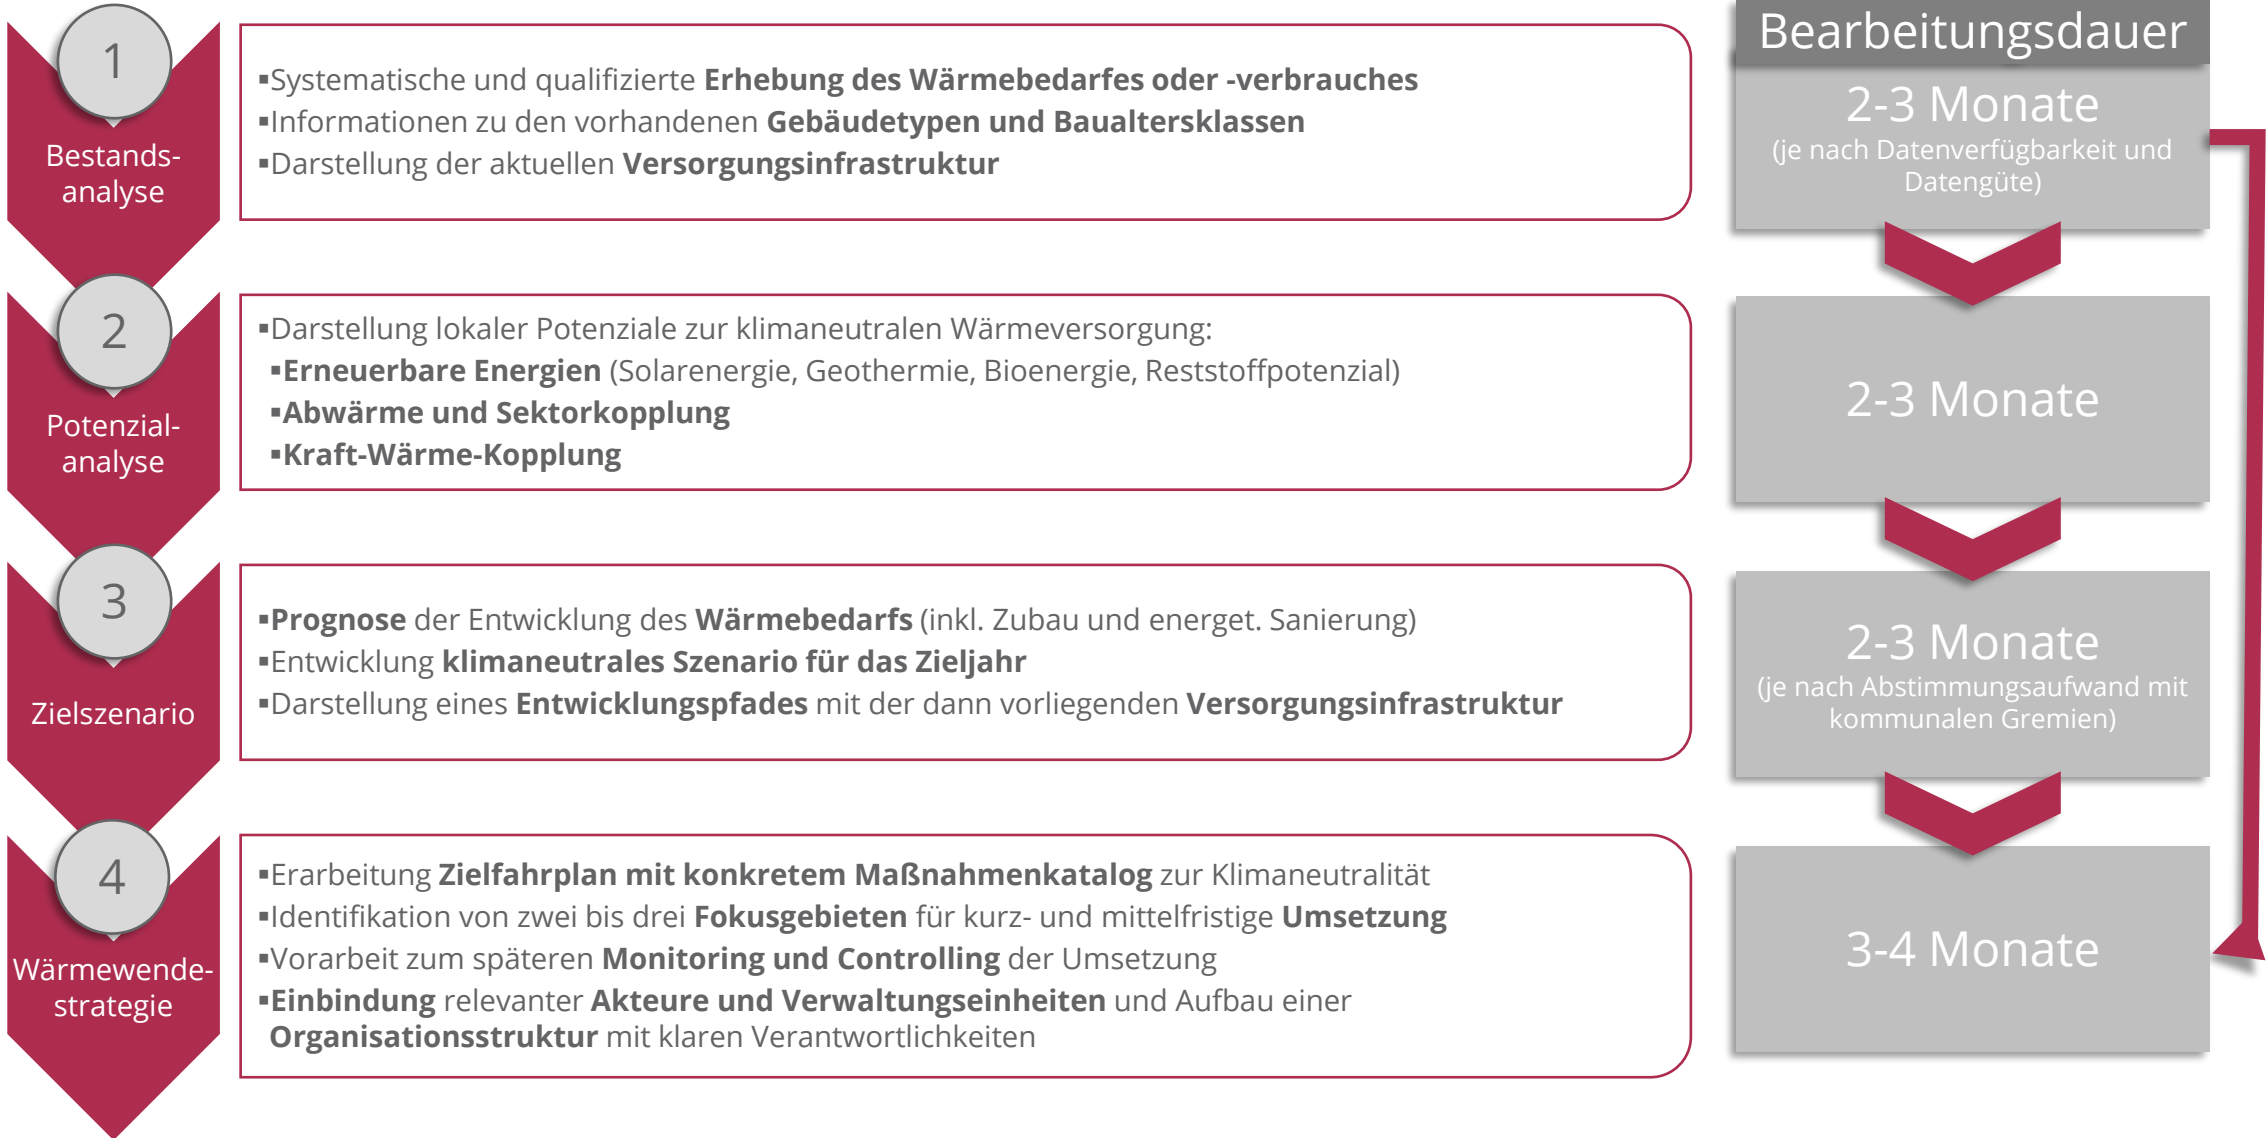 1
Bestands-
analyse
▪Systematische und qualifizierte Erhebung des Wärmebedarfes oder -verbrauches
▪Informationen zu den vorhandenen Gebäudetypen und Baualtersklassen
▪Darstellung der aktuellen Versorgungsinfrastruktur
Bearbeitungsdauer
2-3 Monate
(je nach Datenverfügbarkeit und
Datengüte)
2
Potenzial-
analyse
▪Darstellung lokaler Potenziale zur klimaneutralen Wärmeversorgung:
▪Erneuerbare Energien (Solarenergie, Geothermie, Bioenergie, Reststoffpotenzial)
▪Abwärme und Sektorkopplung
▪Kraft-Wärme-Kopplung
2-3 Monate
3
Zielszenario
▪Prognose der Entwicklung des Wärmebedarfs (inkl. Zubau und energet. Sanierung)
▪Entwicklung klimaneutrales Szenario für das Zieljahr
▪Darstellung eines Entwicklungspfades mit der dann vorliegenden Versorgungsinfrastruktur
2-3 Monate
(je nach Abstimmungsaufwand mit
kommunalen Gremien)
4
Wärmewende-
strategie
▪Erarbeitung Zielfahrplan mit konkretem Maßnahmenkatalog zur Klimaneutralität
▪Identifikation von zwei bis drei Fokusgebieten für kurz- und mittelfristige Umsetzung
▪Vorarbeit zum späteren Monitoring und Controlling der Umsetzung
▪Einbindung relevanter Akteure und Verwaltungseinheiten und Aufbau einer
Organisationsstruktur mit klaren Verantwortlichkeiten
3-4 Monate